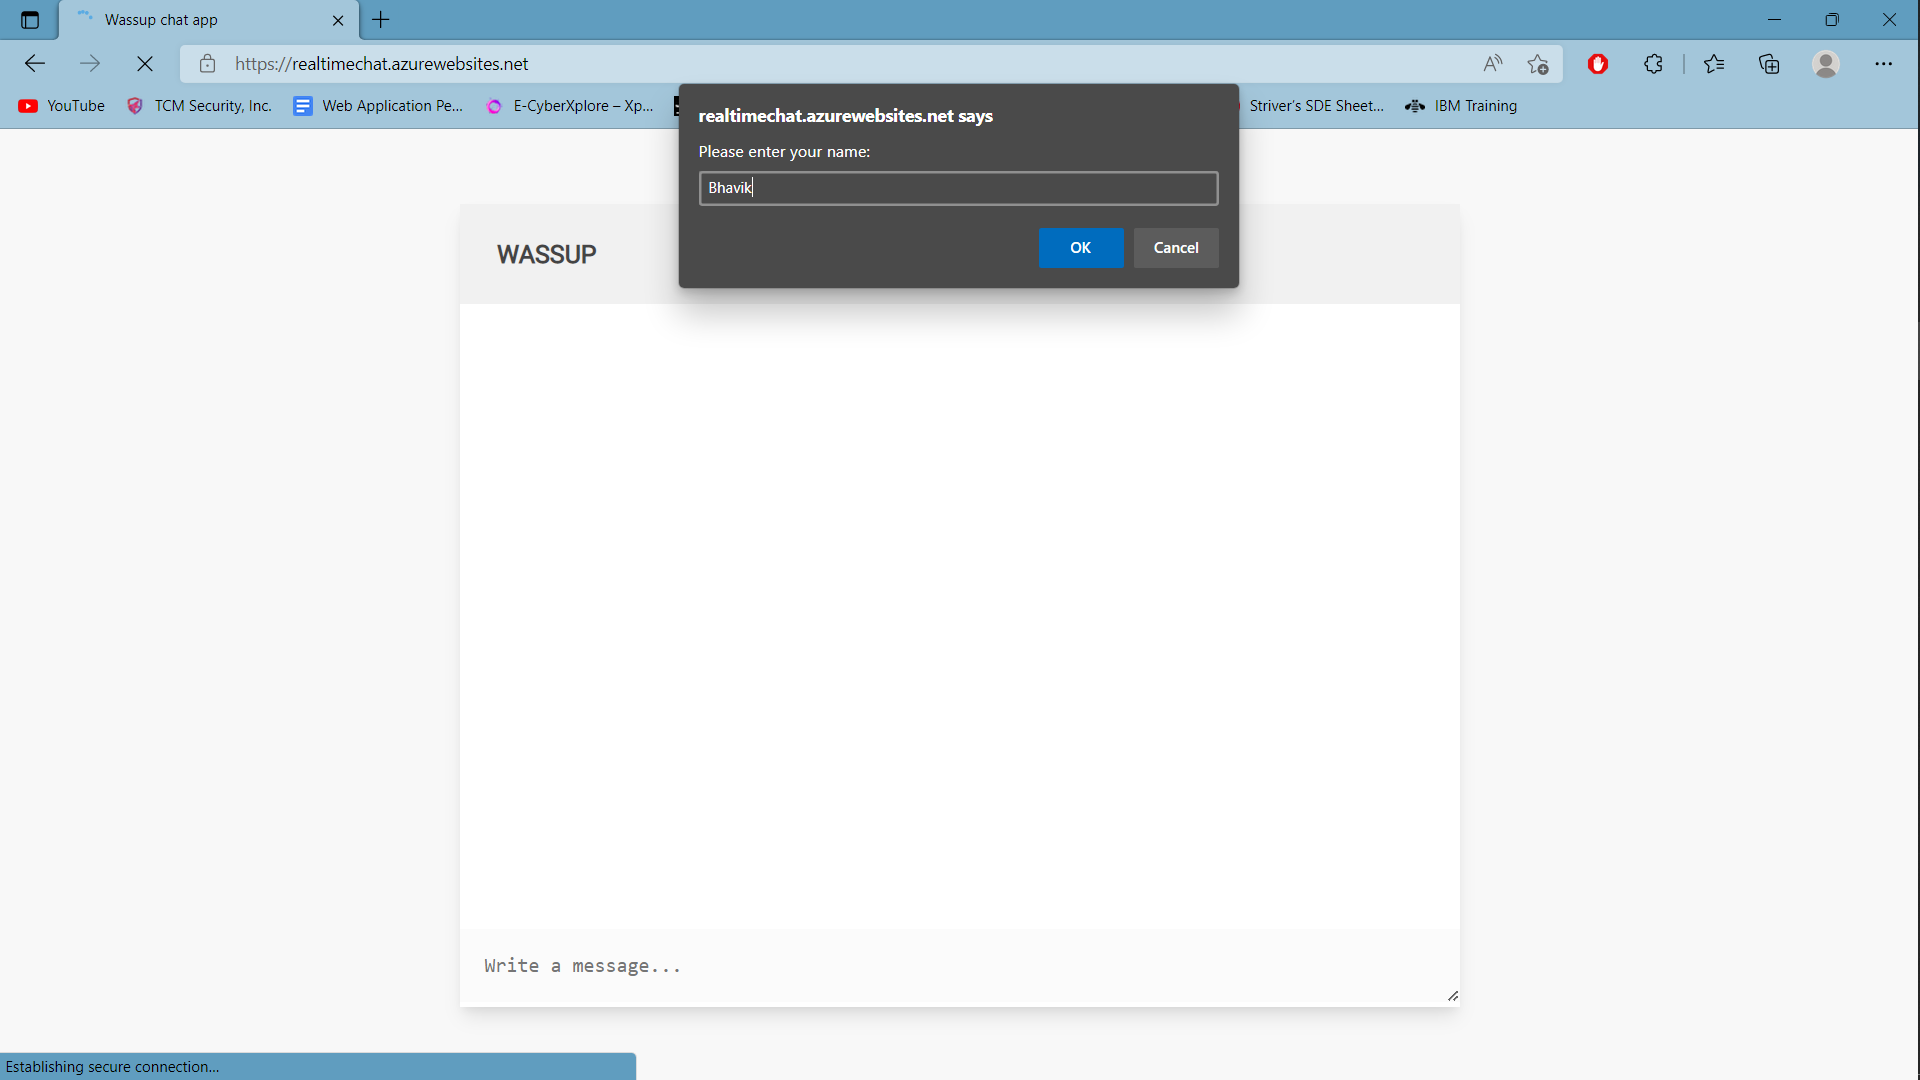 Wassup chat app
https://realtimechat.azurewebsites.net
YouTube
TCM Security, Inc.
Web Application Pe...
E-CyberXplore – Xp...
Striver's SDE Sheet...
IBM Training
realtimechat.azurewebsites.net says
Please enter your name:
Bhavik
OK
Cancel
WASSUP
Write a message...
Establishing secure connection...